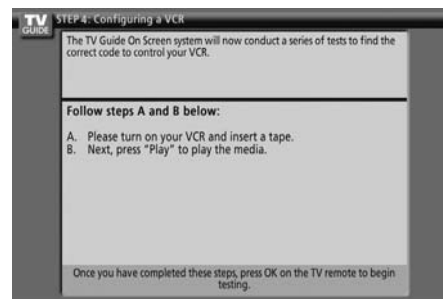 TV
GUIDE
STEP 4: Configuring a VCR
The TV Guide On Screen system will now conduct a series of tests to find the
correct code to control your VCR.
Follow steps A and B below:
A. Please turn on your VCR and insert a tape.
B. Next, press "Play" to play the media.
Once you have completed these steps, press OK on the TV remote to begin
testing.